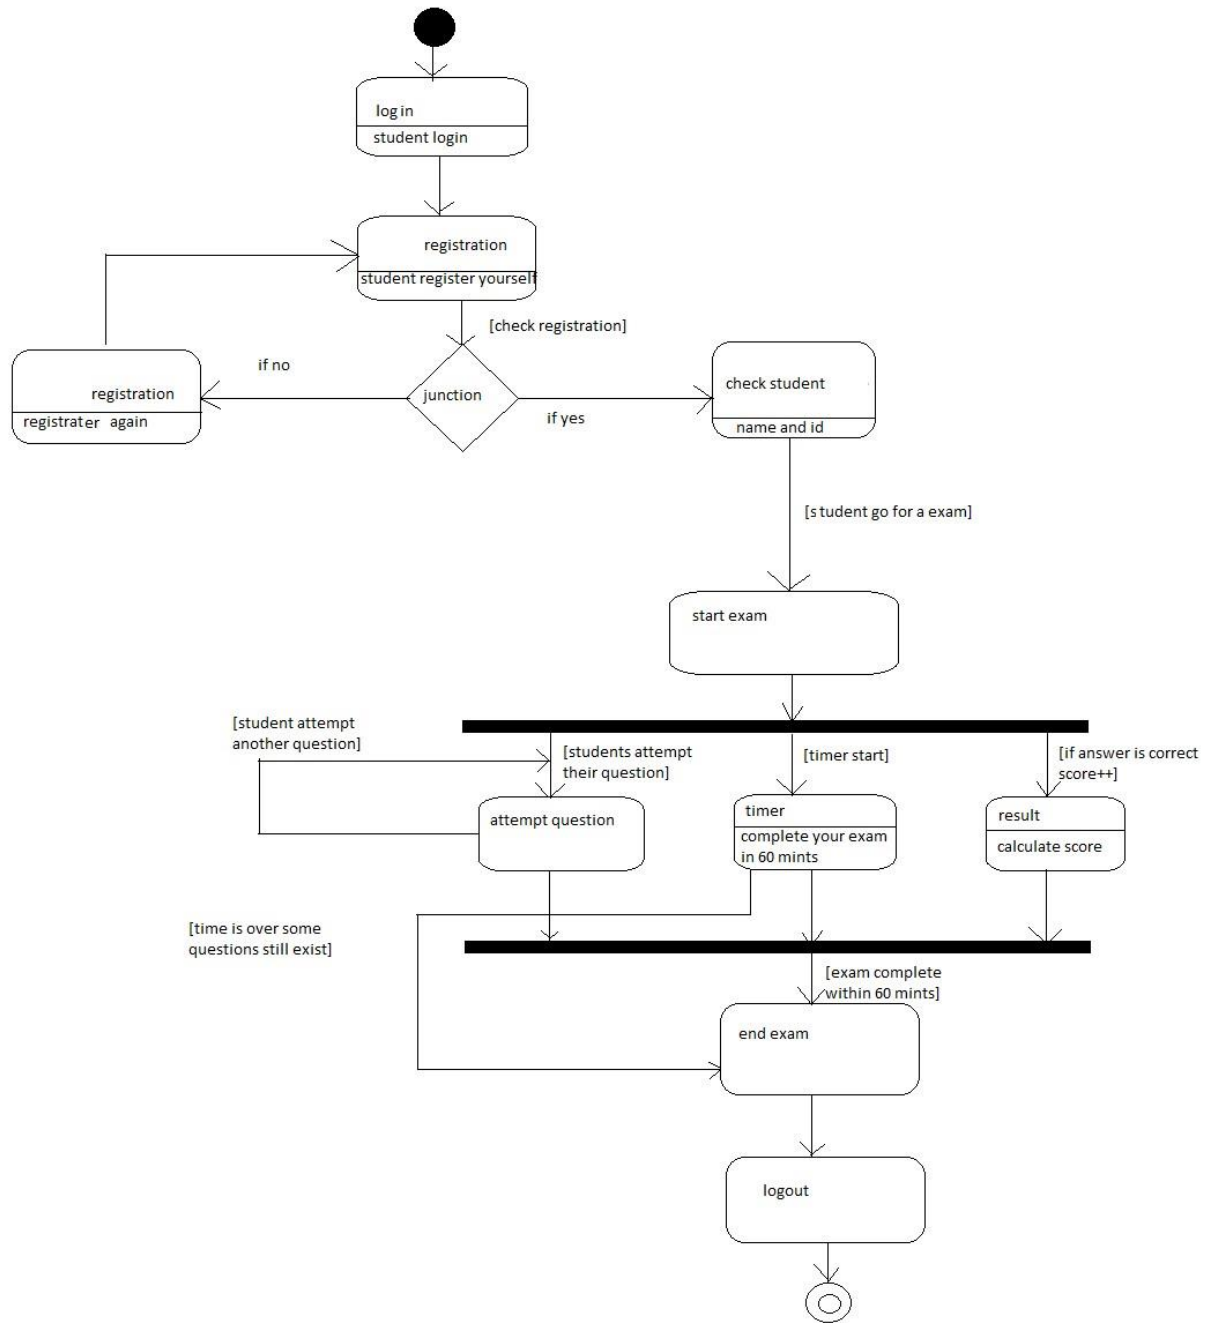 log in
student login
registration
student register yourself
[check registration]
if no
junction
if yes
registration
registrater again
check student
name and id
[student go for a exam]
start exam
[student attempt
another question]
[students attempt
their question]
[timer start]
[if answer is correct
score++]
attempt question
timer
complete your exam
in 60 mints
result
calculate score
[time is over some
questions still exist]
[exam complete
within 60 mints]
end exam
logout